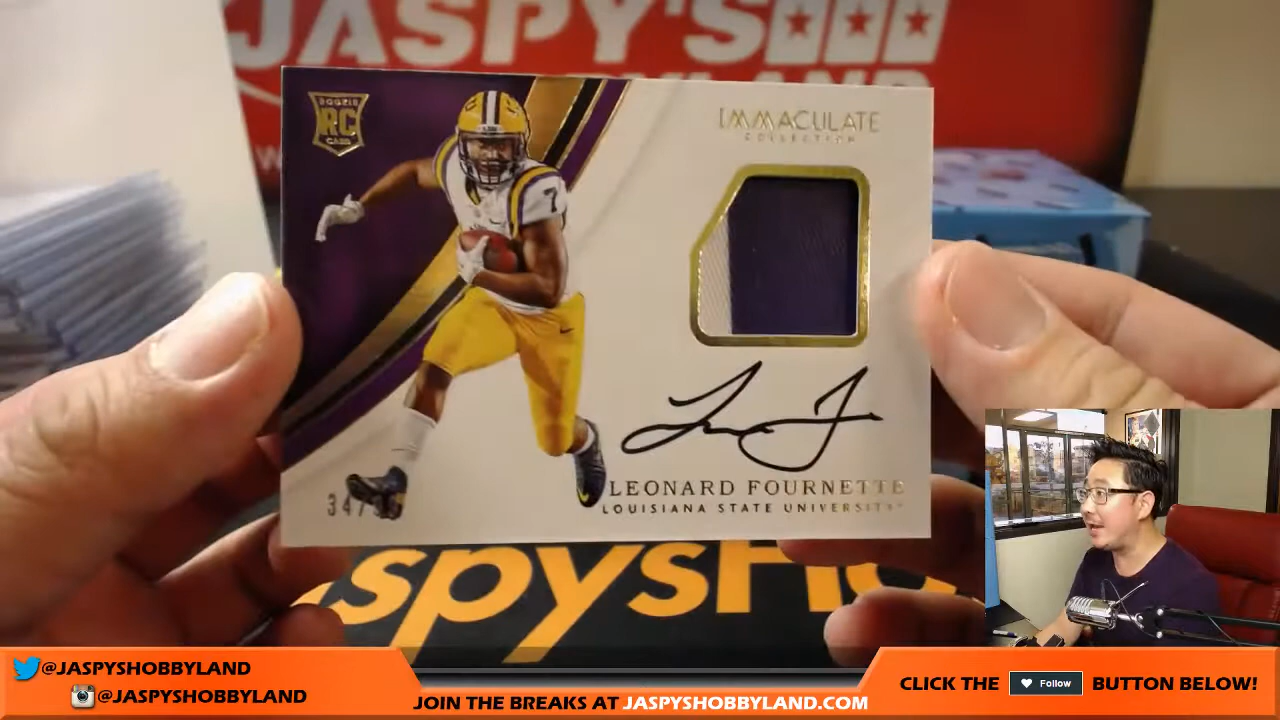 JASPY'S
ROOKIE
RC
CARD
IMMACULATE
COLLECTION
7
LEONARD FOURNETTE
LOUISIANA STATE UNIVERSITY
@JASPYSHOBBYLAND
@JASPYSHOBBYLAND
JOIN THE BREAKS AT JASPYSHOBBYLAND.COM
CLICK THE Follow BUTTON BELOW!